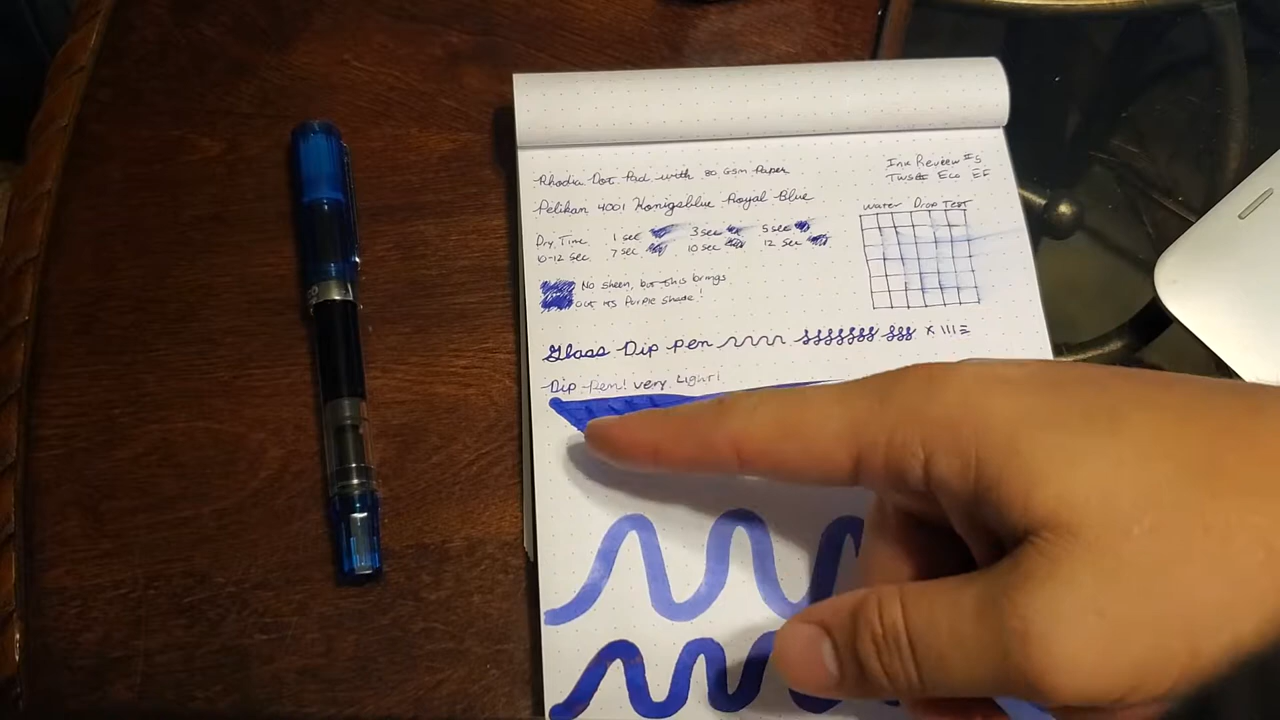 Ink Review #5
TWSBI Eco EF
Rhodia Dot Pad with 80 GSM Paper
Pelikan 4001 Konigsblue Royal Blue
Water Drop Test
Dry Time 1 sec 3 sec 5 sec
10-12 Sec. 7 sec 10 sec 12 sec
No sheen, but this brings
out its Purple shade!
Glass Dip pen
Dip Pen! very Light!